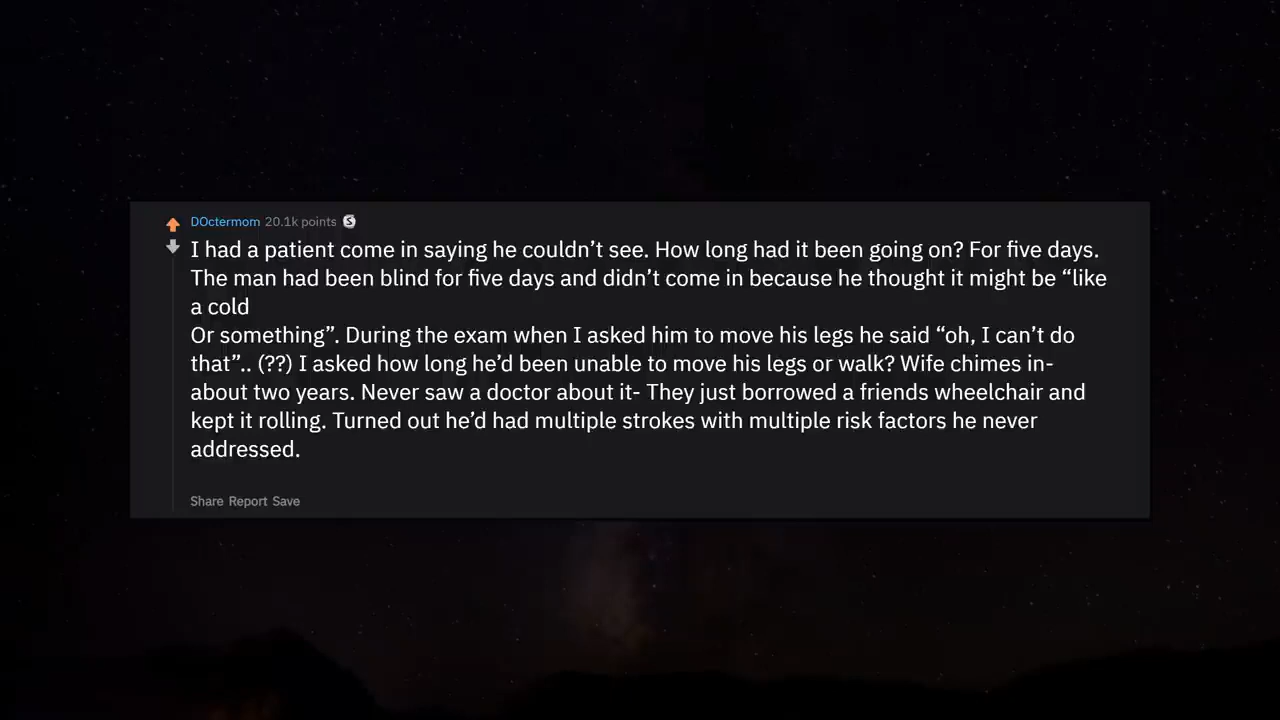 DOctermom 20.1k points
I had a patient come in saying he couldn’t see. How long had it been going on? For five days.
The man had been blind for five days and didn’t come in because he thought it might be “like
a cold
Or something”. During the exam when I asked him to move his legs he said “oh, I can’t do
that”.. (??) I asked how long he’d been unable to move his legs or walk? Wife chimes in-
about two years. Never saw a doctor about it- They just borrowed a friends wheelchair and
kept it rolling. Turned out he’d had multiple strokes with multiple risk factors he never
addressed.
Share Report Save